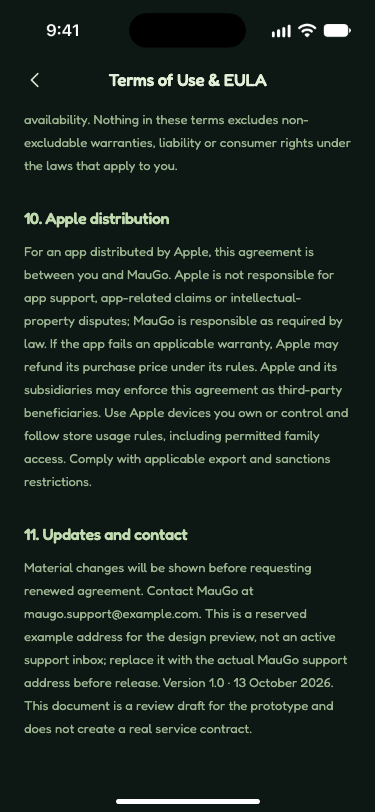 9:41
Terms of Use & EULA
availability. Nothing in these terms excludes non-
excludable warranties, liability or consumer rights under
the laws that apply to you.
10. Apple distribution
For an app distributed by Apple, this agreement is
between you and MauGo. Apple is not responsible for
app support, app-related claims or intellectual-
property disputes; MauGo is responsible as required by
law. If the app fails an applicable warranty, Apple may
refund its purchase price under its rules. Apple and its
subsidiaries may enforce this agreement as third-party
beneficiaries. Use Apple devices you own or control and
follow store usage rules, including permitted family
access. Comply with applicable export and sanctions
restrictions.
11. Updates and contact
Material changes will be shown before requesting
renewed agreement. Contact MauGo at
maugo.support@example.com. This is a reserved
example address for the design preview, not an active
support inbox; replace it with the actual MauGo support
address before release. Version 1.0 · 13 October 2026.
This document is a review draft for the prototype and
does not create a real service contract.